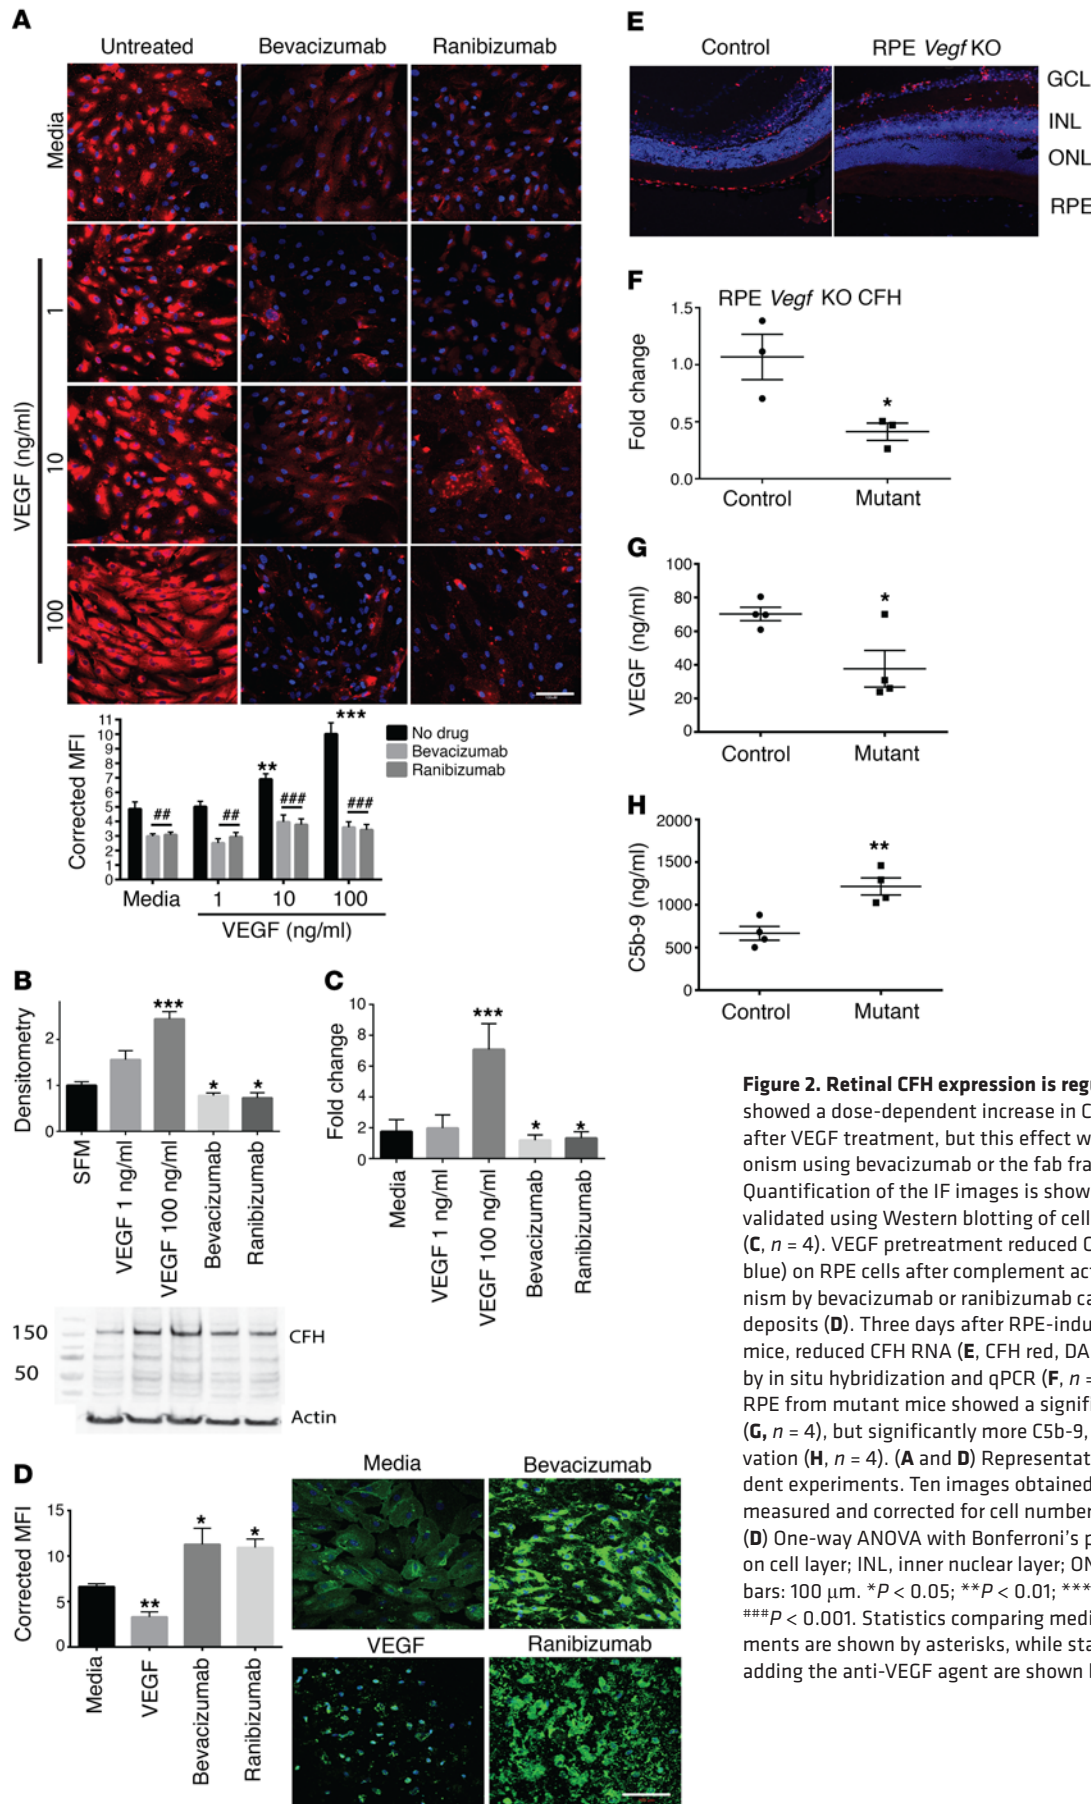 A
Untreated Bevacizumab Ranibizumab
Media
1
10
100
VEGF (ng/ml)
Corrected MFI
11
10
9
8
7
6
5
4
3
2
1
0
## ## ** ### *** ###
No drug
Bevacizumab
Ranibizumab
Media 1 10 100
VEGF (ng/ml)
B
Densitometry
2
1
0
*** * *
SFM
VEGF 1 ng/ml
VEGF 100 ng/ml
Bevacizumab
Ranibizumab
150
50
CFH
Actin
C
Fold change
10
8
6
4
2
0
*** * *
Media
VEGF 1 ng/ml
VEGF 100 ng/ml
Bevacizumab
Ranibizumab
D
Corrected MFI
15
10
5
0
** * *
Media
VEGF
Bevacizumab
Ranibizumab
Media Bevacizumab
VEGF Ranibizumab
E
Control RPE Vegf KO
GCL
INL
ONL
RPE
F
RPE Vegf KO CFH
Fold change
1.5
1.0
0.5
0.0
*
Control Mutant
G
VEGF (ng/ml)
100
80
60
40
20
0
*
Control Mutant
H
C5b-9 (ng/ml)
2000
1500
1000
500
0
**
Control Mutant
Figure 2. Retinal CFH expression is reg
showed a dose-dependent increase in C
after VEGF treatment, but this effect w
onism using bevacizumab or the fab fra
Quantification of the IF images is show
validated using Western blotting of cell
(C, n = 4). VEGF pretreatment reduced C
blue) on RPE cells after complement act
nism by bevacizumab or ranibizumab ca
deposits (D). Three days after RPE-indu
mice, reduced CFH RNA (E, CFH red, DA
by in situ hybridization and qPCR (F, n =
RPE from mutant mice showed a signifi
(G, n = 4), but significantly more C5b-9,
vation (H, n = 4). (A and D) Representat
dent experiments. Ten images obtained
measured and corrected for cell number
(D) One-way ANOVA with Bonferroni's p
on cell layer; INL, inner nuclear layer; ON
bars: 100 μm. *P < 0.05; **P < 0.01; ***
###P < 0.001. Statistics comparing medi
ments are shown by asterisks, while sta
adding the anti-VEGF agent are shown